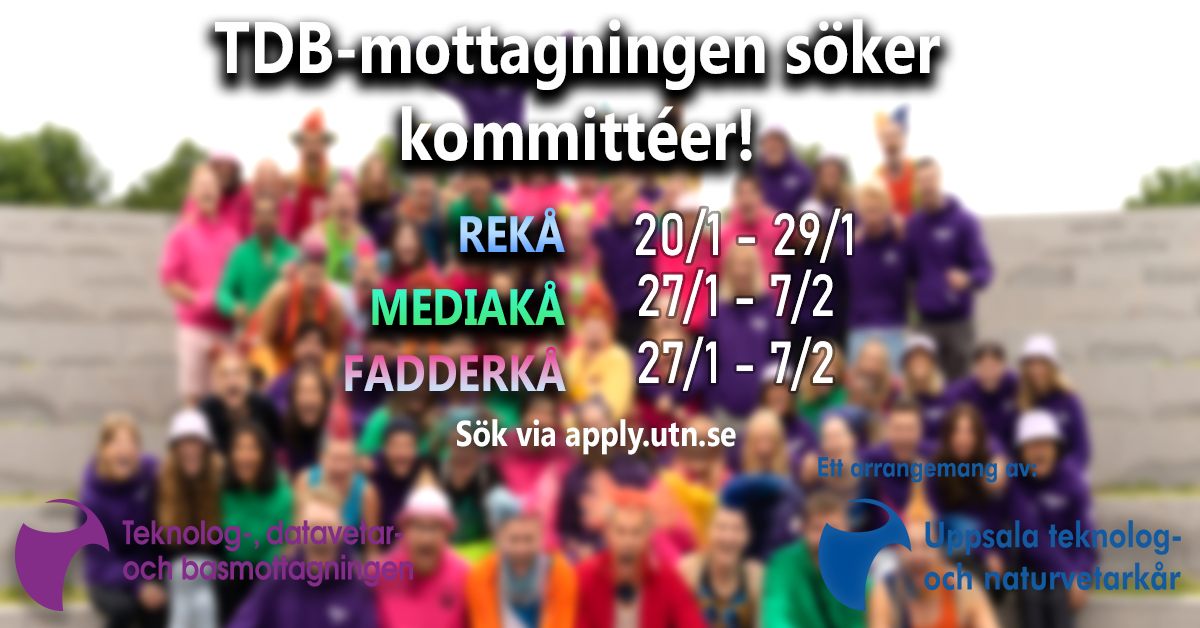 TDB-mottagningen söker
kommittéer!
REKÅ 20/1 - 29/1
MEDIAKÅ 27/1 - 7/2
FADDERKÅ 27/1 - 7/2
Sök via apply.utn.se
Ett arrangemang av:
Teknolog-, datavetar-
och basmottagningen
Uppsala teknolog-
och naturvetarkår